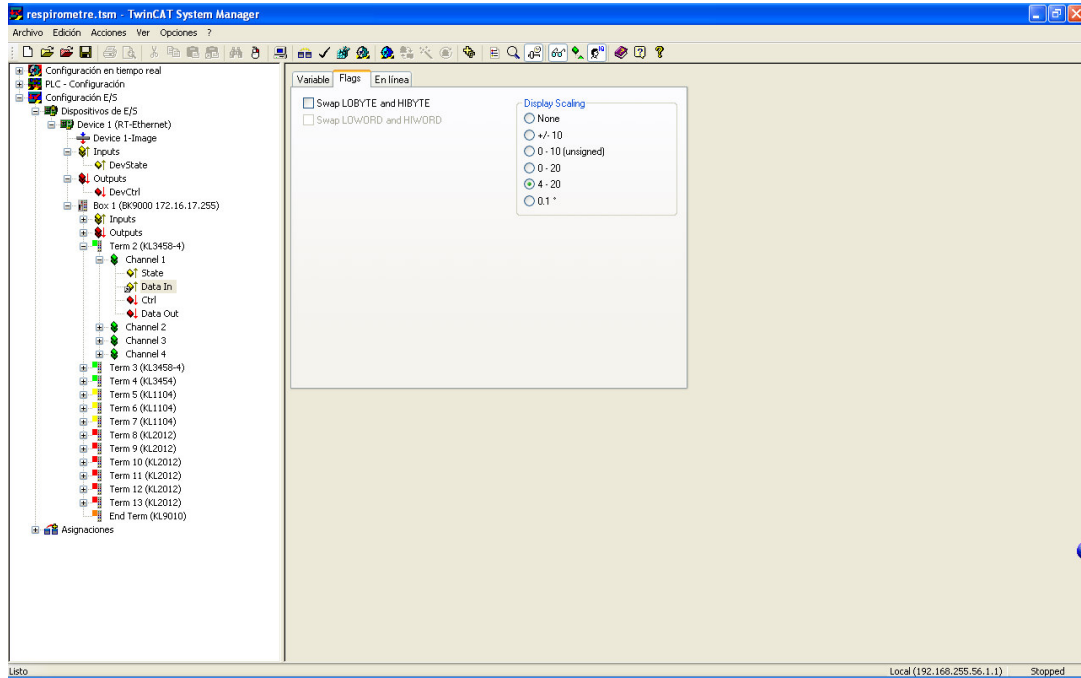 respirometre.tsm - TwinCAT System Manager
Archivo Edición Acciones Ver Opciones ?
Configuración en tiempo real
PLC - Configuración
Configuración E/S
Dispositivos de E/S
Device 1 (RT-Ethernet)
Device 1-Image
Inputs
DevState
Outputs
DevCtrl
Box 1 (BK9000 172.16.17.255)
Inputs
Outputs
Term 2 (KL3458-4)
Channel 1
State
Data In
Ctrl
Data Out
Channel 2
Channel 3
Channel 4
Term 3 (KL3458-4)
Term 4 (KL3454)
Term 5 (KL1104)
Term 6 (KL1104)
Term 7 (KL1104)
Term 8 (KL2012)
Term 9 (KL2012)
Term 10 (KL2012)
Term 11 (KL2012)
Term 12 (KL2012)
Term 13 (KL2012)
End Term (KL9010)
Asignaciones
Variable Flags En línea
Swap LOBYTE and HIBYTE
Swap LOWORD and HIWORD
Display Scaling
None
+/- 10
0 - 10 (unsigned)
0 - 20
4 - 20
0.1 °
Listo
Local (192.168.255.56.1.1) Stopped